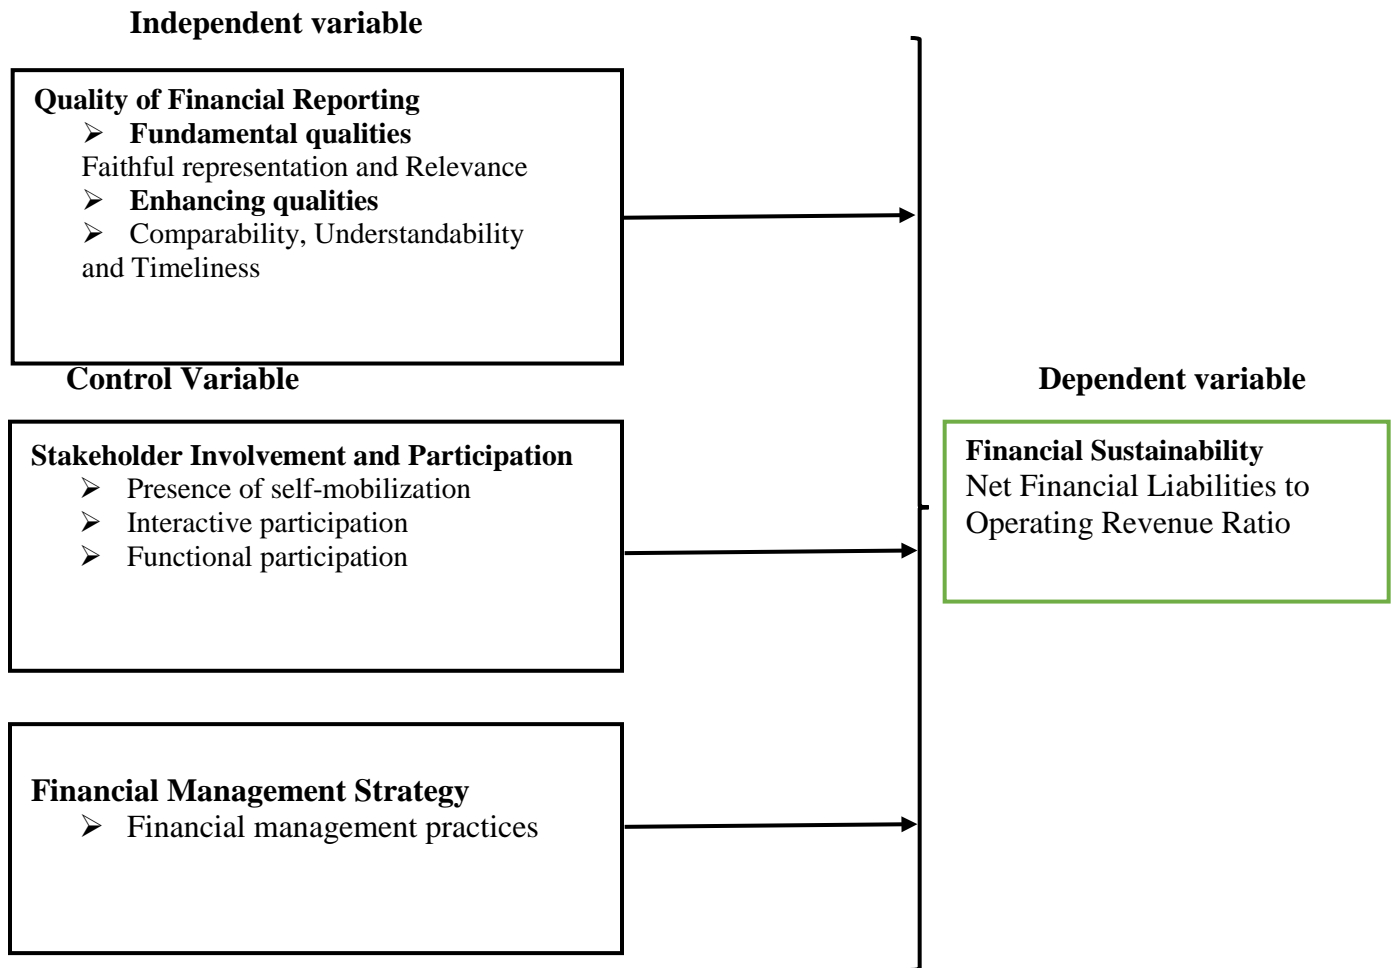 Independent variable
Quality of Financial Reporting
➢ Fundamental qualities
Faithful representation and Relevance
➢ Enhancing qualities
➢ Comparability, Understandability
and Timeliness
Control Variable
Stakeholder Involvement and Participation
➢ Presence of self-mobilization
➢ Interactive participation
➢ Functional participation
Financial Management Strategy
➢ Financial management practices
Dependent variable
Financial Sustainability
Net Financial Liabilities to
Operating Revenue Ratio